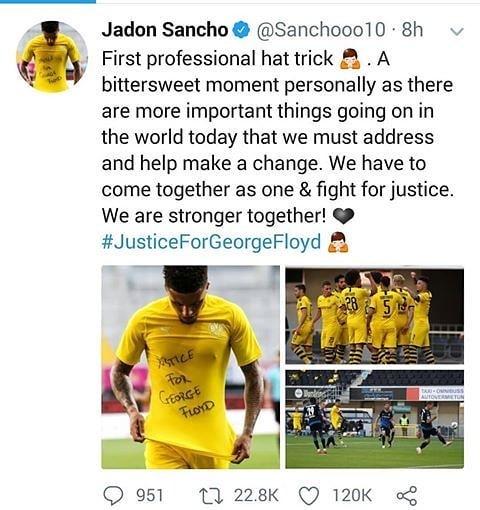 Jadon Sancho @Sanchooo10 · 8h
First professional hat trick 🙇 . A
bittersweet moment personally as there
are more important things going on in
the world today that we must address
and help make a change. We have to
come together as one & fight for justice.
We are stronger together! 🖤
#JusticeForGeorgeFloyd 🙇
JUSTICE
FOR
GEORGE
FLOYD
28
5
13
TAXI - OMNIBUSS
AUTOVERMIETUN
951 22.8K 120K